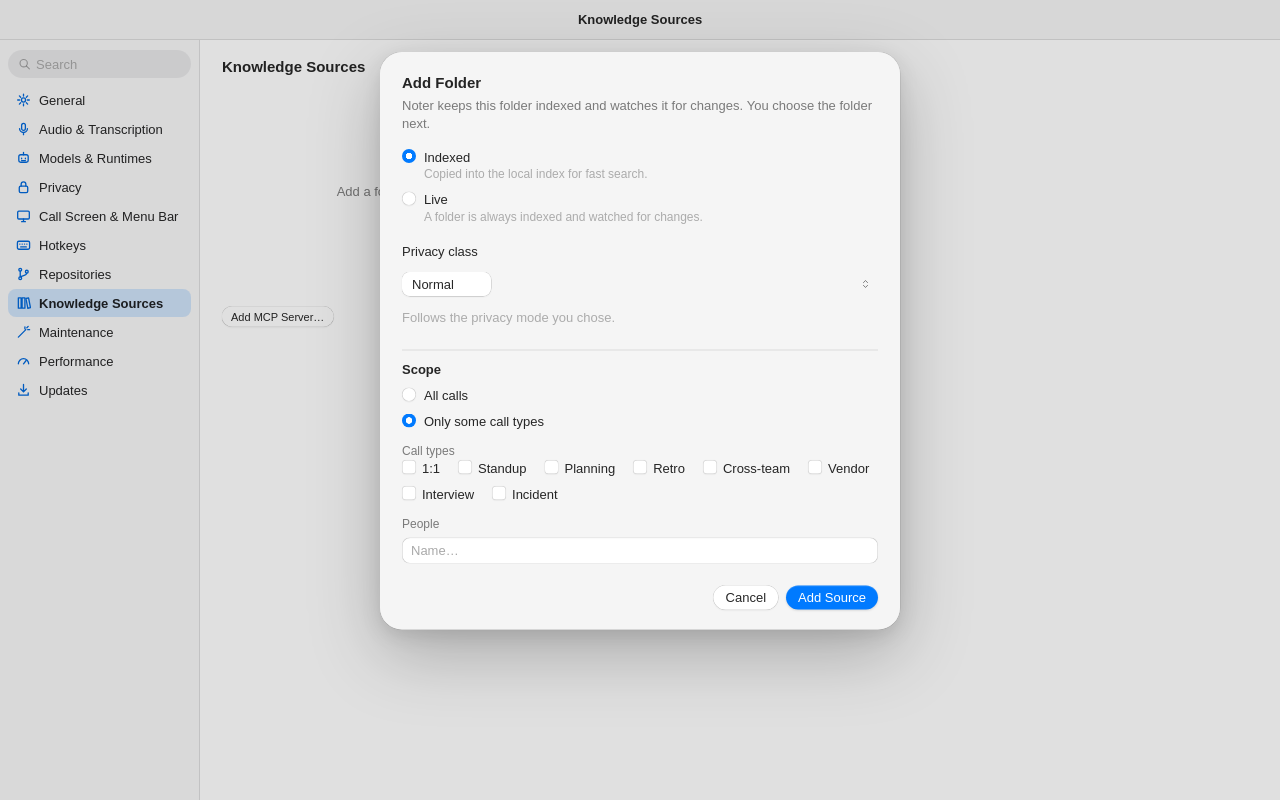 Knowledge Sources
Search
General
Audio & Transcription
Models & Runtimes
Privacy
Call Screen & Menu Bar
Hotkeys
Repositories
Knowledge Sources
Maintenance
Performance
Updates
Knowledge Sources
Add a
Add MCP Server…
Add Folder
Noter keeps this folder indexed and watches it for changes. You choose the folder
next.
Indexed
Copied into the local index for fast search.
Live
A folder is always indexed and watched for changes.
Privacy class
Normal
Follows the privacy mode you chose.
Scope
All calls
Only some call types
Call types
1:1 Standup Planning Retro Cross-team Vendor
Interview Incident
People
Name…
Cancel Add Source